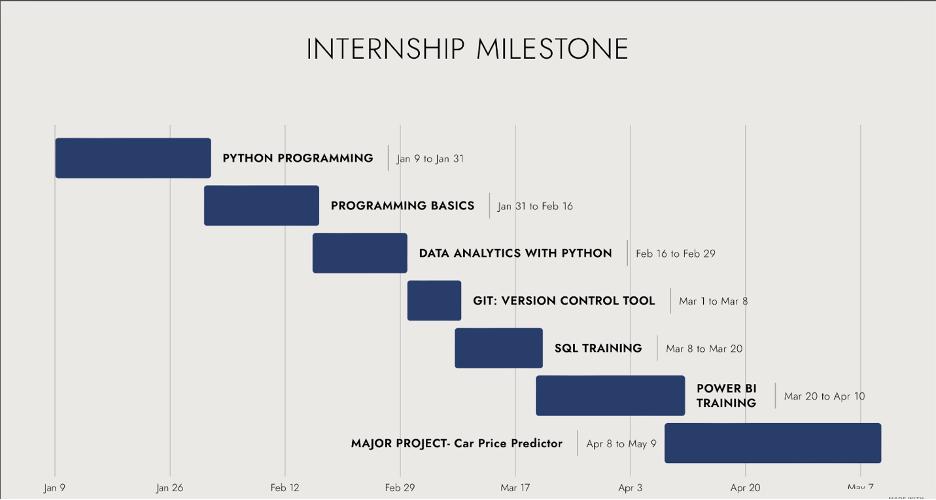 INTERNSHIP MILESTONE
PYTHON PROGRAMMING Jan 9 to Jan 31
PROGRAMMING BASICS Jan 31 to Feb 16
DATA ANALYTICS WITH PYTHON Feb 16 to Feb 29
GIT: VERSION CONTROL TOOL Mar 1 to Mar 8
SQL TRAINING Mar 8 to Mar 20
POWER BI
TRAINING Mar 20 to Apr 10
MAJOR PROJECT- Car Price Predictor Apr 8 to May 9
Jan 9 Jan 26 Feb 12 Feb 29 Mar 17 Apr 3 Apr 20 May 7